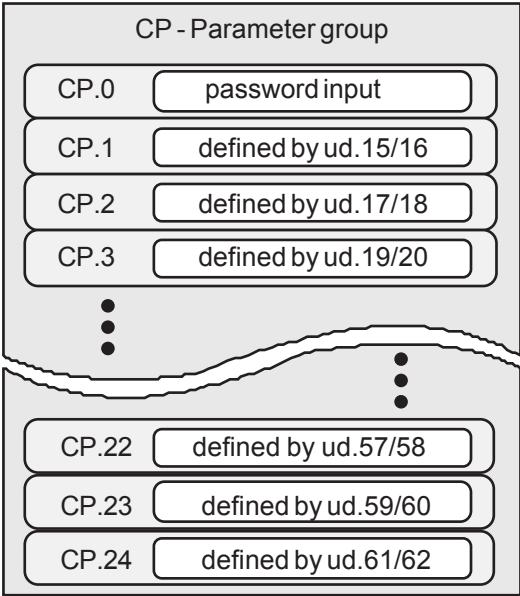 CP - Parameter group
CP.0 password input
CP.1 defined by ud.15/16
CP.2 defined by ud.17/18
CP.3 defined by ud.19/20
CP.22 defined by ud.57/58
CP.23 defined by ud.59/60
CP.24 defined by ud.61/62